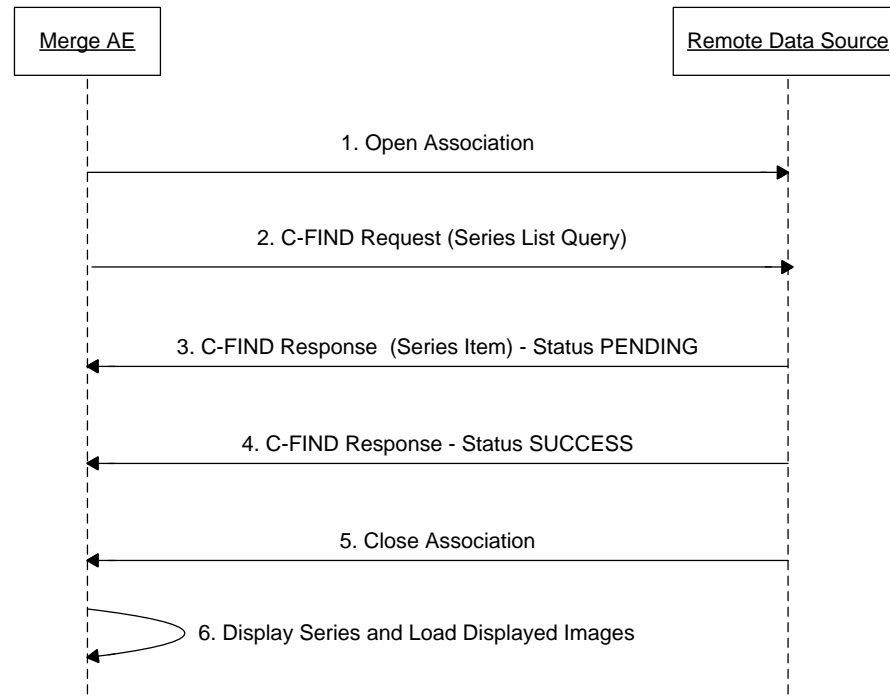 Merge AE
Remote Data Source
1. Open Association
2. C-FIND Request (Series List Query)
3. C-FIND Response  (Series Item) - Status PENDING
4. C-FIND Response - Status SUCCESS
5. Close Association
6. Display Series and Load Displayed Images